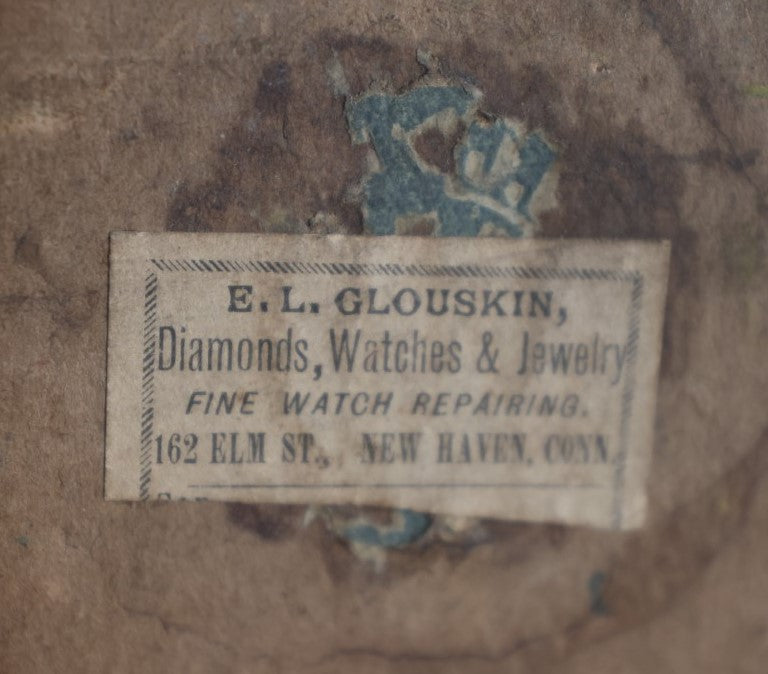 E. L. GLOUSKIN,
Diamonds, Watches & Jewelry
FINE WATCH REPAIRING.
162 ELM ST., NEW HAVEN, CONN.